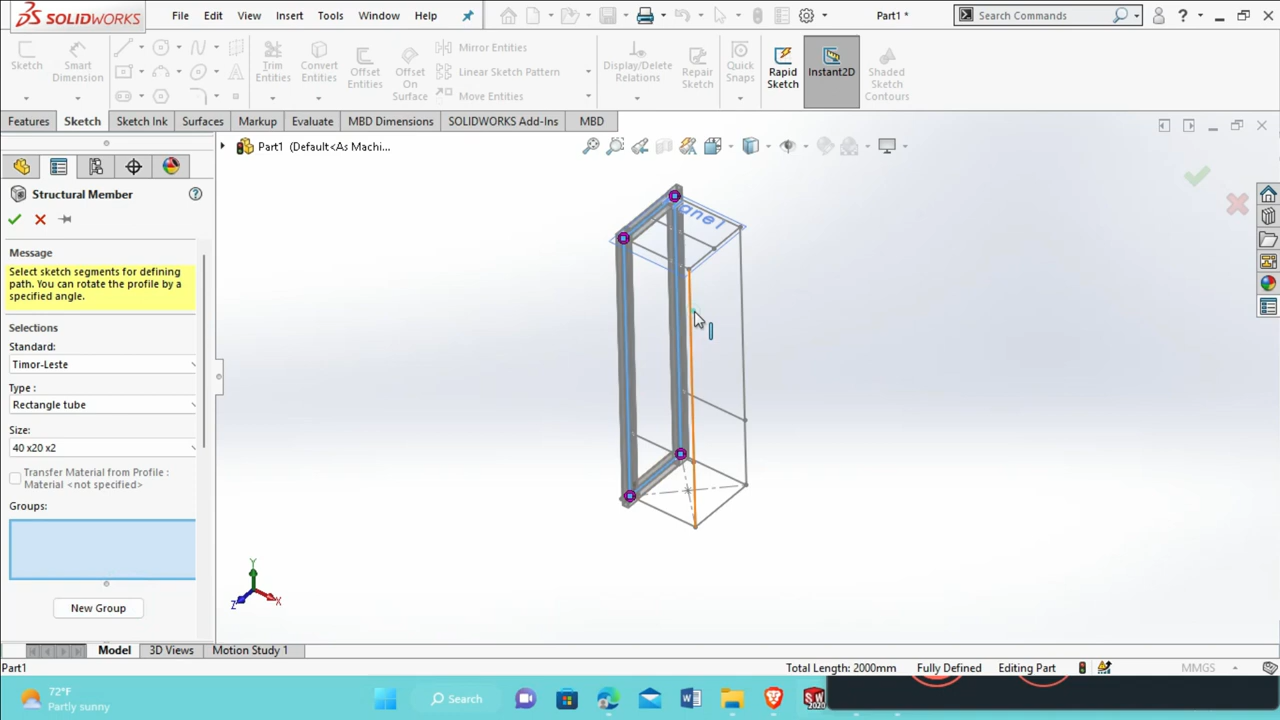 SOLIDWORKS
File Edit View Insert Tools Window Help
Part1 *
Search Commands
Sketch
Smart Dimension
Trim Entities
Convert Entities
Offset Entities
Offset On Surface
Mirror Entities
Linear Sketch Pattern
Move Entities
Display/Delete Relations
Repair Sketch
Quick Snaps
Rapid Sketch
Instant2D
Shaded Sketch Contours
Features Sketch Sketch Ink Surfaces Markup Evaluate MBD Dimensions SOLIDWORKS Add-Ins MBD
Part1 (Default<As Machi...
Structural Member
Message
Select sketch segments for defining
path. You can rotate the profile by a
specified angle.
Selections
Standard:
Timor-Leste
Type :
Rectangle tube
Size:
40 x20 x2
Transfer Material from Profile :
Material <not specified>
Groups:
New Group
Y
Z
X
Model 3D Views Motion Study 1
Part1
Total Length: 2000mm Fully Defined Editing Part MMGS
72°F
Partly sunny
Search
SW
2020